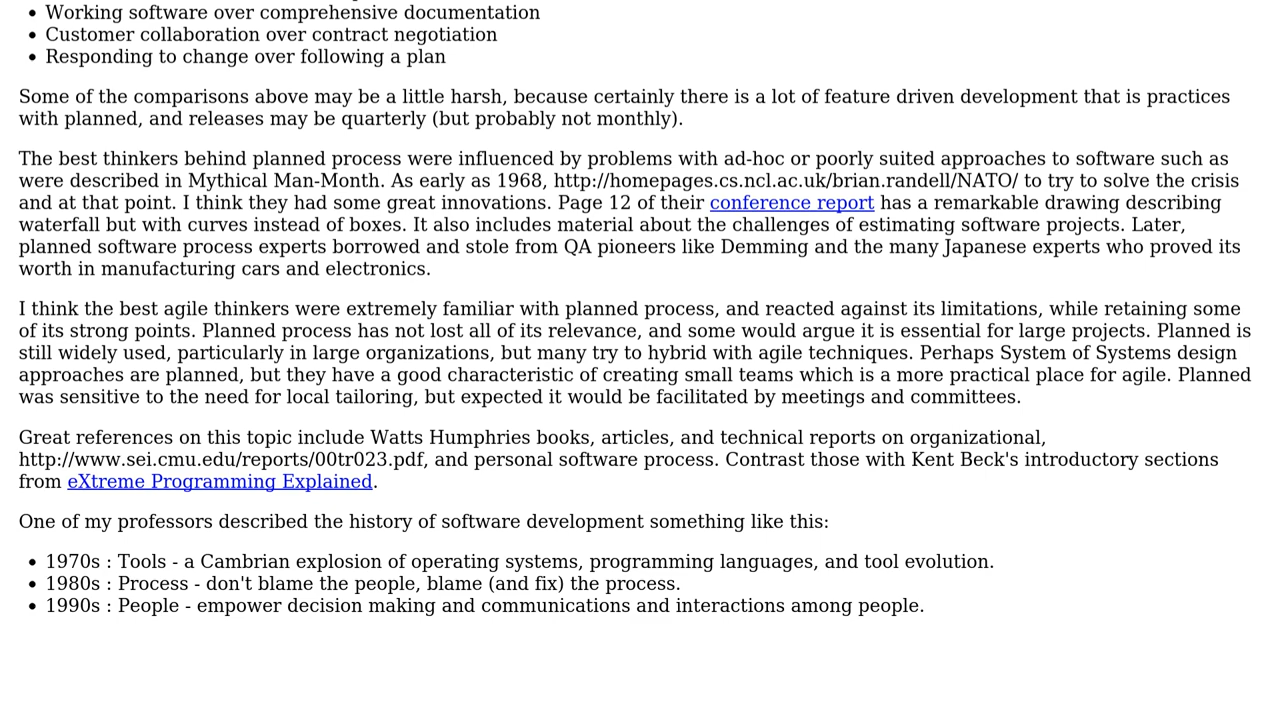 Working software over comprehensive documentation
Customer collaboration over contract negotiation
Responding to change over following a plan
Some of the comparisons above may be a little harsh, because certainly there is a lot of feature driven development that is practices
with planned, and releases may be quarterly (but probably not monthly).
The best thinkers behind planned process were influenced by problems with ad-hoc or poorly suited approaches to software such as
were described in Mythical Man-Month. As early as 1968, http://homepages.cs.ncl.ac.uk/brian.randell/NATO/ to try to solve the crisis
and at that point. I think they had some great innovations. Page 12 of their conference report has a remarkable drawing describing
waterfall but with curves instead of boxes. It also includes material about the challenges of estimating software projects. Later,
planned software process experts borrowed and stole from QA pioneers like Demming and the many Japanese experts who proved its
worth in manufacturing cars and electronics.
I think the best agile thinkers were extremely familiar with planned process, and reacted against its limitations, while retaining some
of its strong points. Planned process has not lost all of its relevance, and some would argue it is essential for large projects. Planned is
still widely used, particularly in large organizations, but many try to hybrid with agile techniques. Perhaps System of Systems design
approaches are planned, but they have a good characteristic of creating small teams which is a more practical place for agile. Planned
was sensitive to the need for local tailoring, but expected it would be facilitated by meetings and committees.
Great references on this topic include Watts Humphries books, articles, and technical reports on organizational,
http://www.sei.cmu.edu/reports/00tr023.pdf, and personal software process. Contrast those with Kent Beck's introductory sections
from eXtreme Programming Explained.
One of my professors described the history of software development something like this:
1970s : Tools - a Cambrian explosion of operating systems, programming languages, and tool evolution.
1980s : Process - don't blame the people, blame (and fix) the process.
1990s : People - empower decision making and communications and interactions among people.